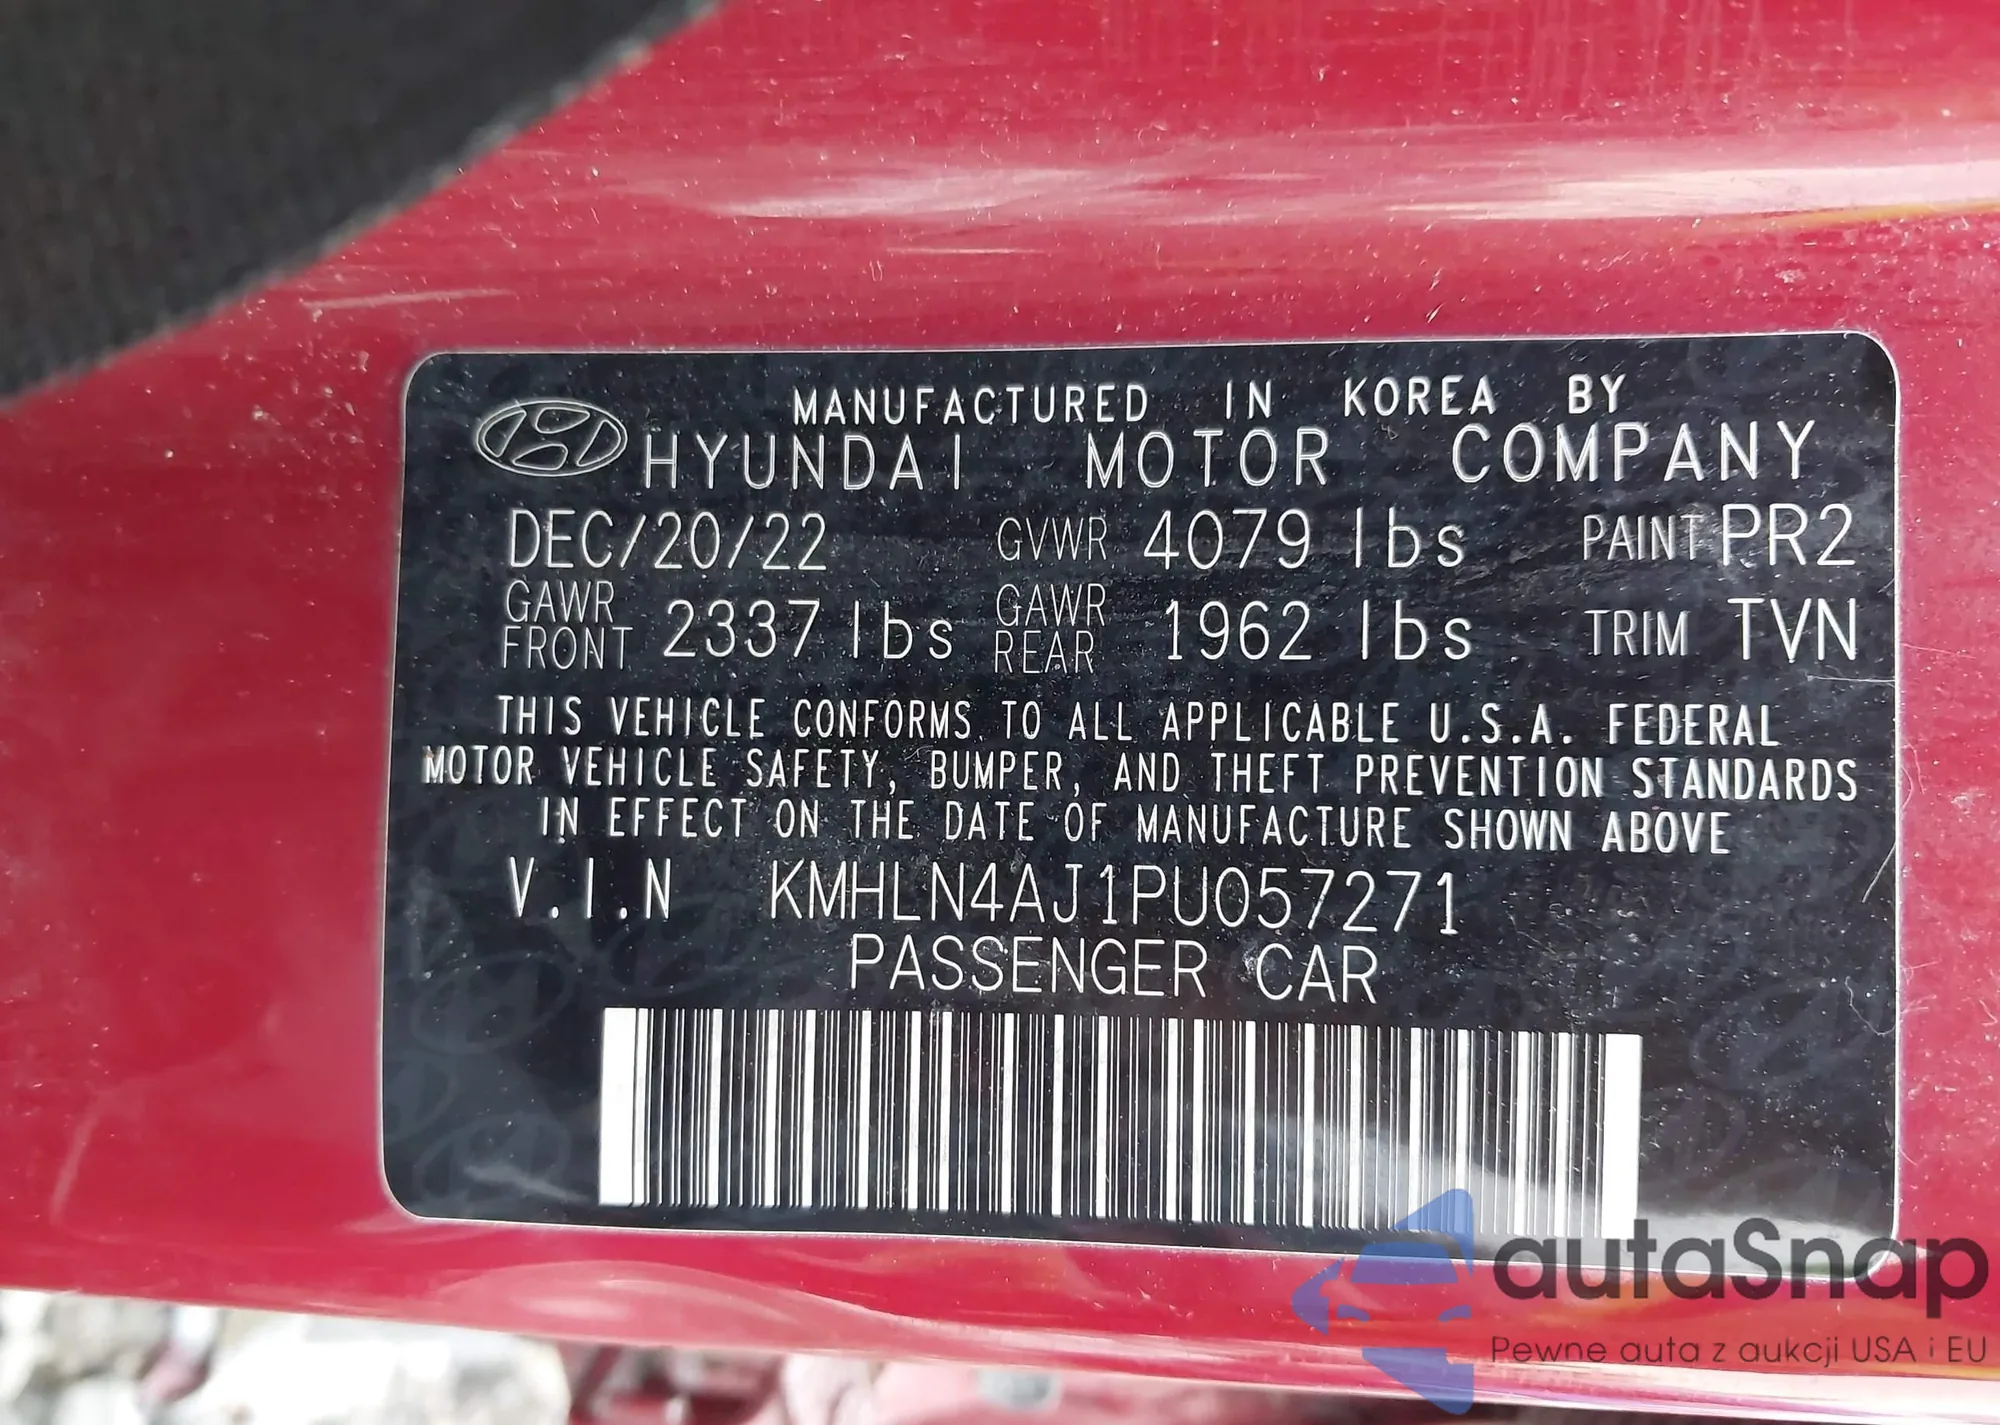 MANUFACTURED IN KOREA BY
HYUNDAI MOTOR COMPANY
DEC/20/22 GVWR 4079 lbs PAINT PR2
GAWR FRONT 2337 lbs GAWR REAR 1962 lbs TRIM TVN
THIS VEHICLE CONFORMS TO ALL APPLICABLE U.S.A. FEDERAL
MOTOR VEHICLE SAFETY, BUMPER, AND THEFT PREVENTION STANDARDS
IN EFFECT ON THE DATE OF MANUFACTURE SHOWN ABOVE
V.I.N KMHLN4AJ1PU057271
PASSENGER CAR
autaSnap
Pewne auta z aukcji USA i EU